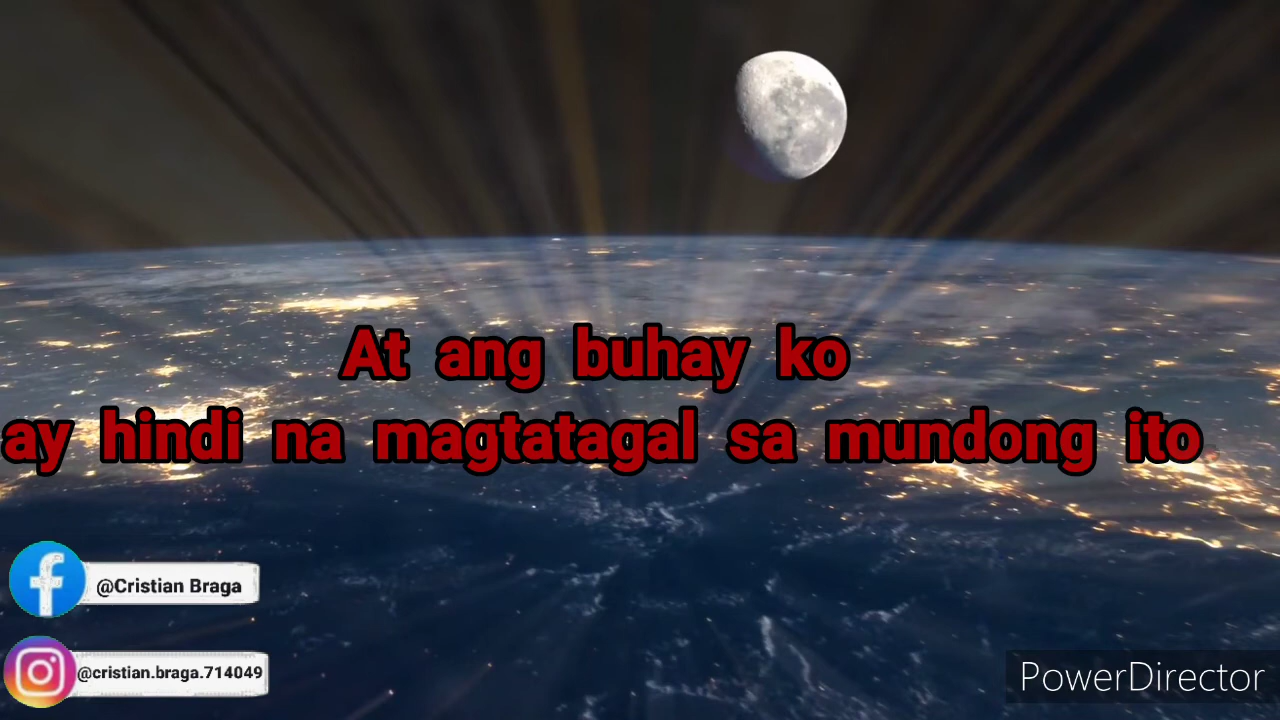 At ang buhay ko
ay hindi na magtatagal sa mundong ito
@Cristian Braga
@cristian.braga.714049
PowerDirector